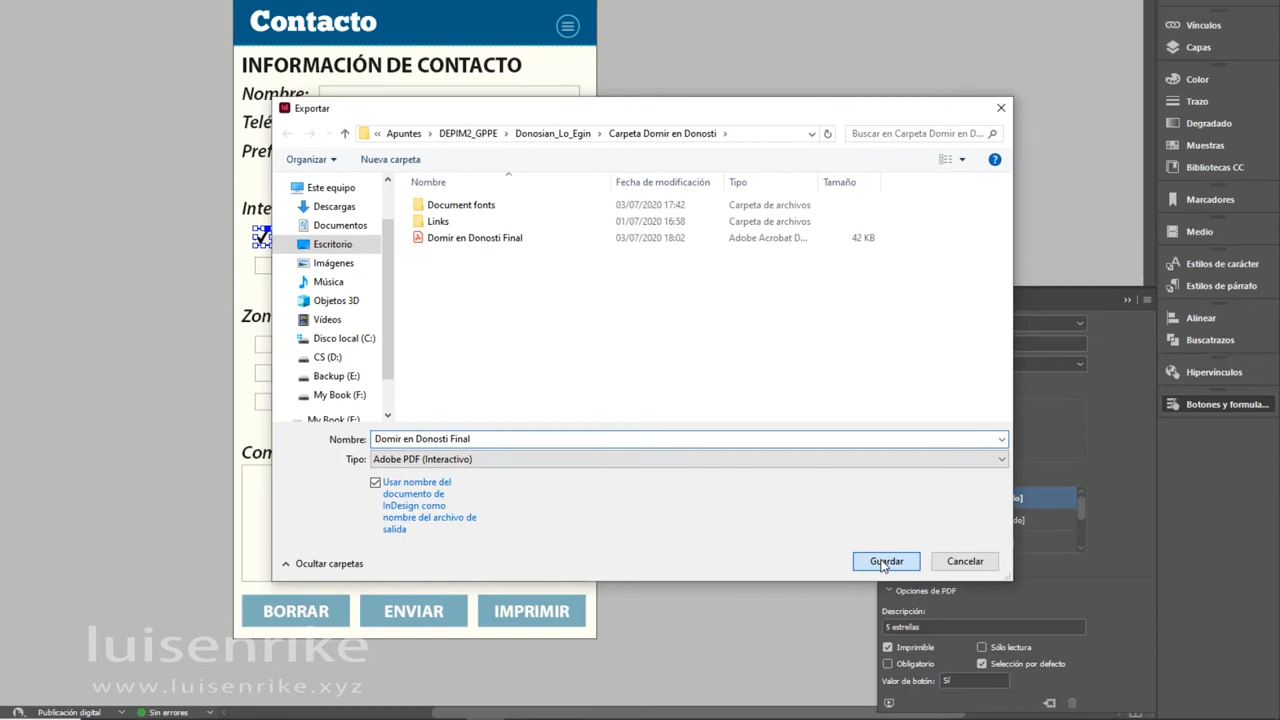 Contacto
INFORMACIÓN DE CONTACTO
Nombre:
Exportar
Apuntes
DEPIM2_GPPE
Donosian_Lo_Egin
Carpeta Domir en Donosti
Buscar en Carpeta Domir en D...
Organizar
Nueva carpeta
Este equipo
Descargas
Documentos
Escritorio
Imágenes
Música
Objetos 3D
Vídeos
Disco local (C:)
CS (D:)
Backup (E:)
My Book (F:)
My Book (F:)
Nombre
Fecha de modificación
Tipo
Tamaño
Document fonts
03/07/2020 17:42
Carpeta de archivos
Links
01/07/2020 16:58
Carpeta de archivos
Domir en Donosti Final
03/07/2020 18:02
Adobe Acrobat D...
42 KB
Nombre:
Domir en Donosti Final
Tipo:
Adobe PDF (Interactivo)
Usar nombre del
documento de
InDesign como
nombre del archivo de
salida
Ocultar carpetas
Guardar
Cancelar
BORRAR
ENVIAR
IMPRIMIR
luisenrike
www.luisenrike.xyz
Publicación digital
Sin errores
Vínculos
Capas
Color
Trazo
Degradado
Muestras
Bibliotecas CC
Marcadores
Medio
Estilos de carácter
Estilos de párrafo
Alinear
Buscatrazos
Hipervínculos
Botones y formula...
Opciones de PDF
Descripción:
5 estrellas
Imprimible
Sólo lectura
Obligatorio
Selección por defecto
Valor de botón:
Sí